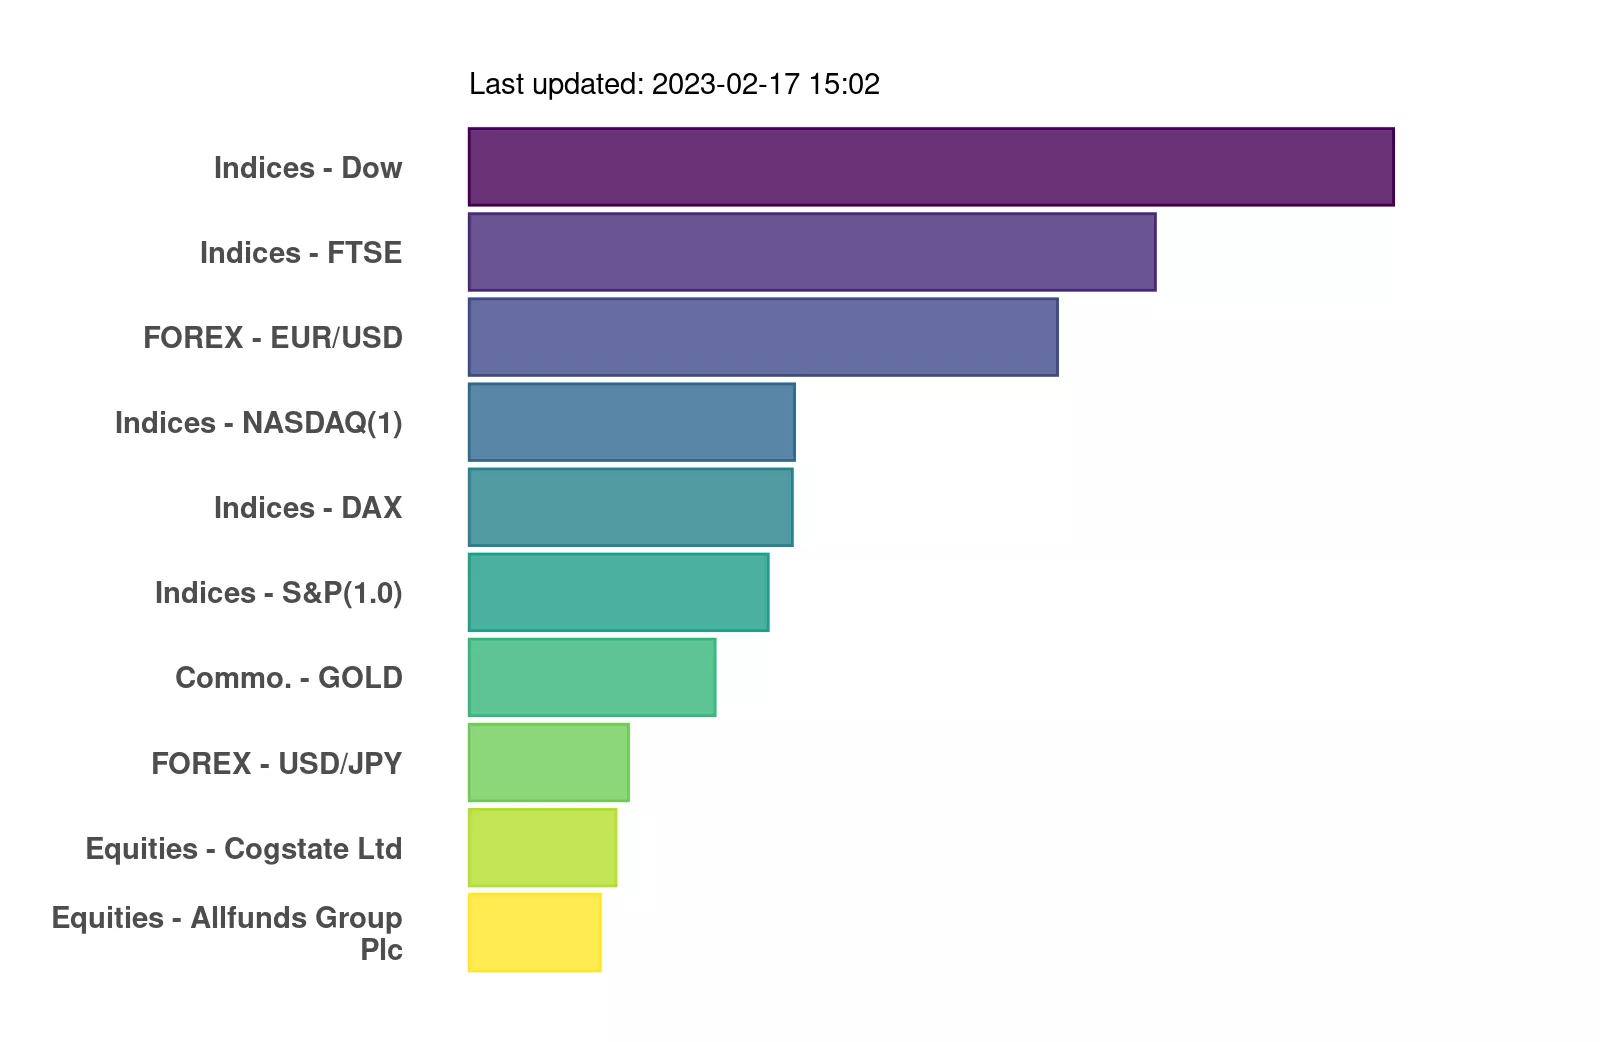 Last updated: 2023-02-17 15:02
Indices - Dow
Indices - FTSE
FOREX - EUR/USD
Indices - NASDAQ(1)
Indices - DAX
Indices - S&P(1.0)
Commo. - GOLD
FOREX - USD/JPY
Equities - Cogstate Ltd
Equities - Allfunds Group
Plc